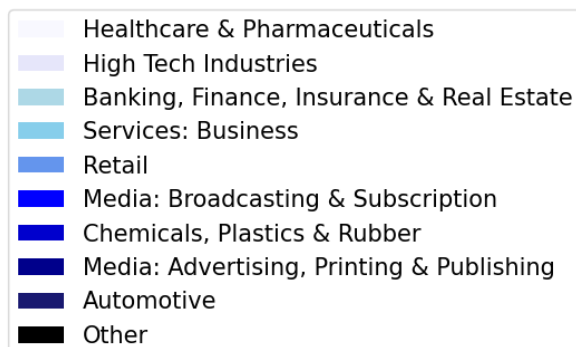 Healthcare & Pharmaceuticals
High Tech Industries
Banking, Finance, Insurance & Real Estate
Services: Business
Retail
Media: Broadcasting & Subscription
Chemicals, Plastics & Rubber
Media: Advertising, Printing & Publishing
Automotive
Other